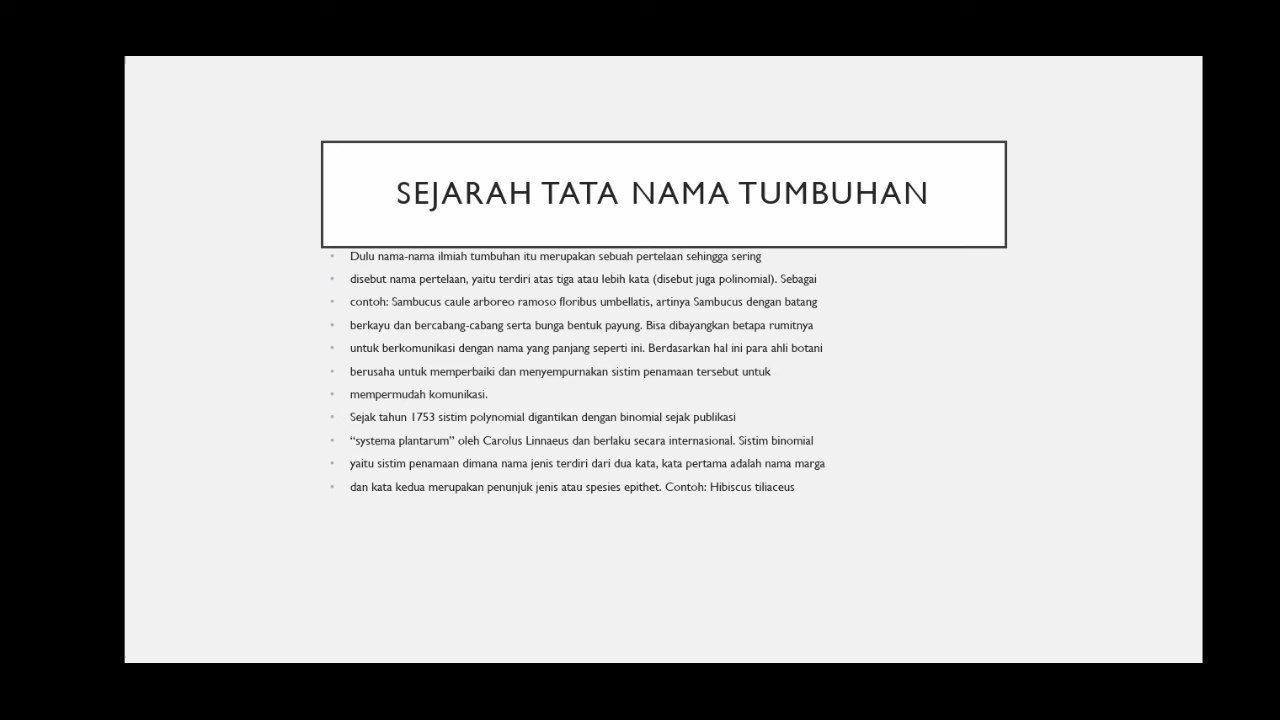 SEJARAH TATA NAMA TUMBUHAN
• Dulu nama-nama ilmiah tumbuhan itu merupakan sebuah pertelaan sehingga sering
• disebut nama pertelaan, yaitu terdiri atas tiga atau lebih kata (disebut juga polinomial). Sebagai
• contoh: Sambucus caule arboreo ramoso floribus umbellatis, artinya Sambucus dengan batang
• berkayu dan bercabang-cabang serta bunga bentuk payung. Bisa dibayangkan betapa rumitnya
• untuk berkomunikasi dengan nama yang panjang seperti ini. Berdasarkan hal ini para ahli botani
• berusaha untuk memperbaiki dan menyempurnakan sistim penamaan tersebut untuk
• mempermudah komunikasi.
• Sejak tahun 1753 sistim polynomial digantikan dengan binomial sejak publikasi
• “systema plantarum” oleh Carolus Linnaeus dan berlaku secara internasional. Sistim binomial
• yaitu sistim penamaan dimana nama jenis terdiri dari dua kata, kata pertama adalah nama marga
• dan kata kedua merupakan penunjuk jenis atau spesies epithet. Contoh: Hibiscus tiliaceus